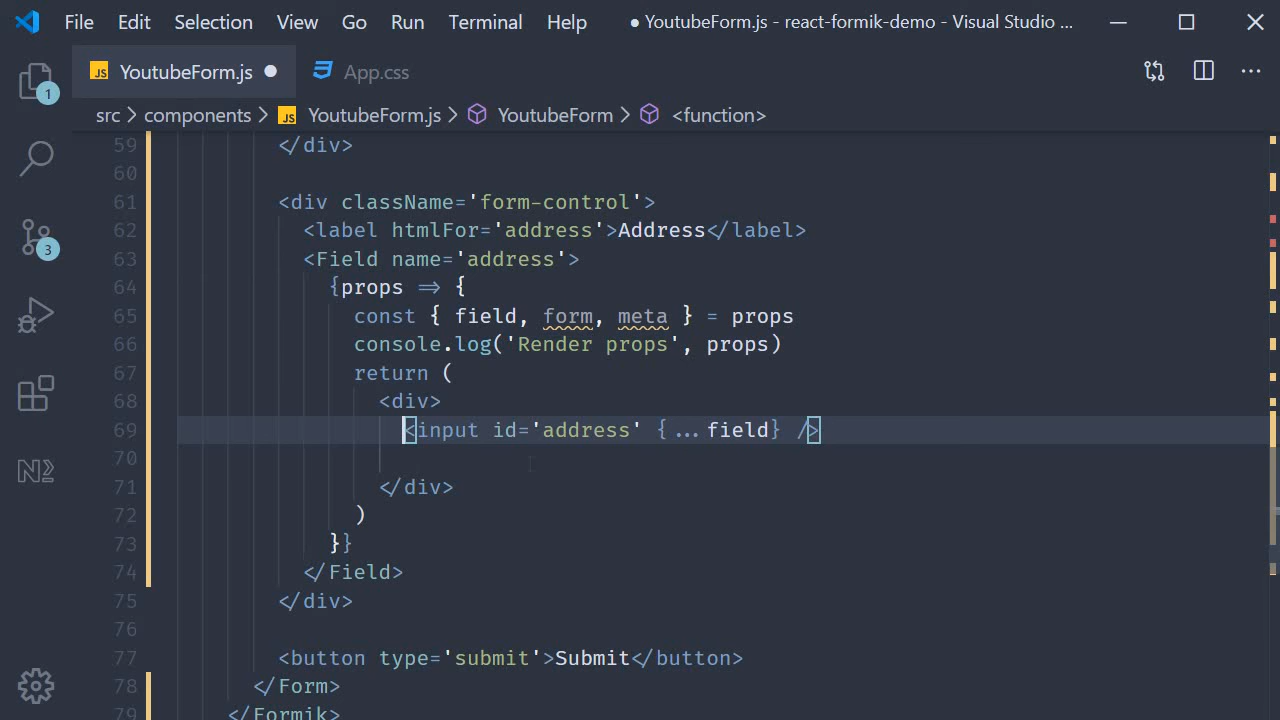 File Edit Selection View Go Run Terminal Help ● YoutubeForm.js - react-formik-demo - Visual Studio ...
JS YoutubeForm.js ● App.css
src > components > JS YoutubeForm.js > YoutubeForm > <function>
1
3
59 </div>
60
61 <div className='form-control'>
62 <label htmlFor='address'>Address</label>
63 <Field name='address'>
64 {props => {
65 const { field, form, meta } = props
66 console.log('Render props', props)
67 return (
68 <div>
69 <input id='address' {...field} />
70
71 </div>
72 )
73 }}
74 </Field>
75 </div>
76
77 <button type='submit'>Submit</button>
78 </Form>
79 </Formik>